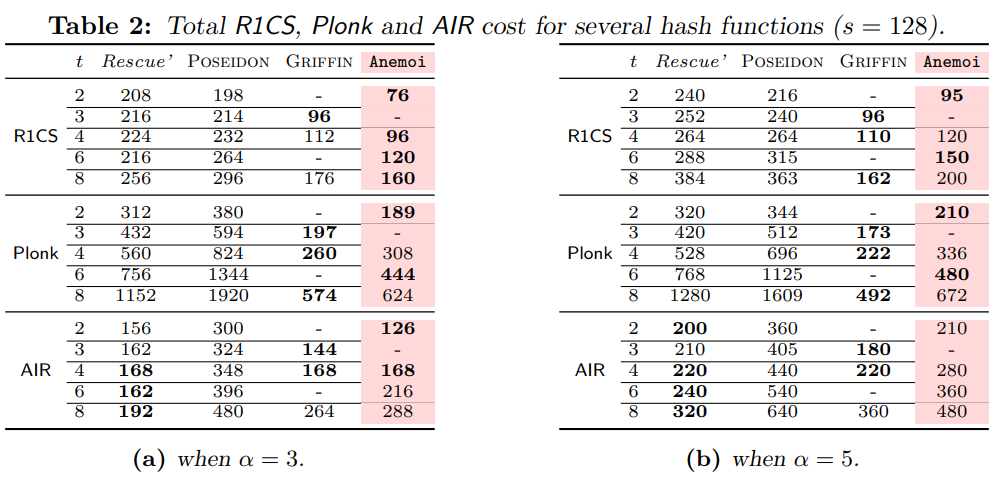 Table 2: Total R1CS, Plonk and AIR cost for several hash functions (s = 128).
t Rescue’ POSEIDON GRIFFIN Anemoi
R1CS
2 208 198 - 76
3 216 214 96 -
4 224 232 112 96
6 216 264 - 120
8 256 296 176 160
Plonk
2 312 380 - 189
3 432 594 197 -
4 560 824 260 308
6 756 1344 - 444
8 1152 1920 574 624
AIR
2 156 300 - 126
3 162 324 144 -
4 168 348 168 168
6 162 396 - 216
8 192 480 264 288
(a) when α = 3.
t Rescue’ POSEIDON GRIFFIN Anemoi
R1CS
2 240 216 - 95
3 252 240 96 -
4 264 264 110 120
6 288 315 - 150
8 384 363 162 200
Plonk
2 320 344 - 210
3 420 512 173 -
4 528 696 222 336
6 768 1125 - 480
8 1280 1609 492 672
AIR
2 200 360 - 210
3 210 405 180 -
4 220 440 220 280
6 240 540 - 360
8 320 640 360 480
(b) when α = 5.